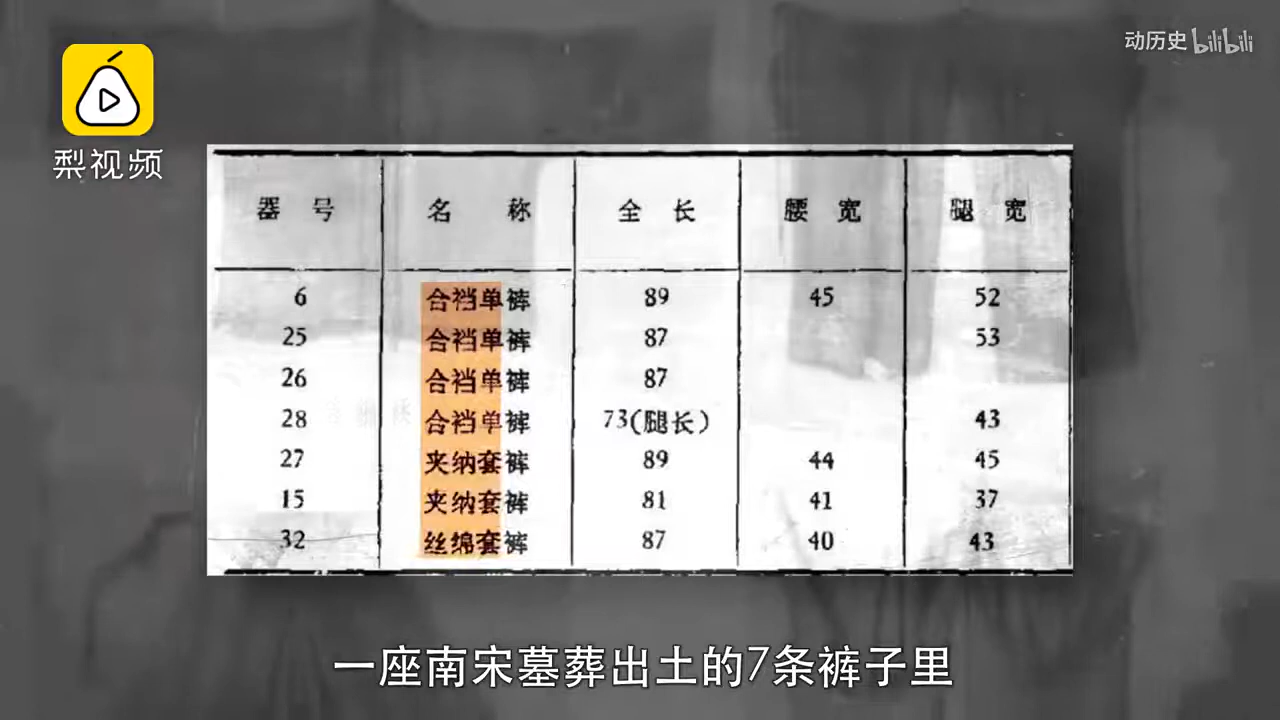 动历史 bilibili
梨视频
器号 名称 全长 腰宽 腿宽
6 合裆单裤 89 45 52
25 合裆单裤 87 53
26 合裆单裤 87
28 合裆单裤 73(腿长) 43
27 夹纳套裤 89 44 45
15 夹纳套裤 81 41 37
32 丝绵套裤 87 40 43
一座南宋墓葬出土的7条裤子里